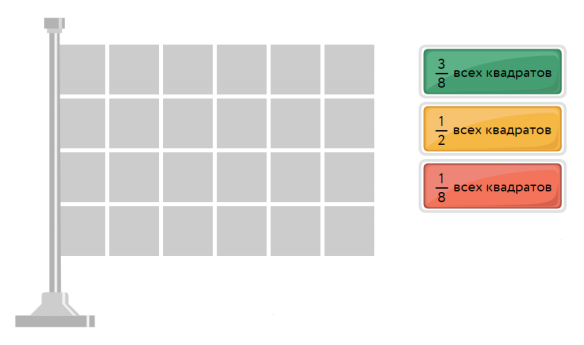 3/8 всех квадратов
1/2 всех квадратов
1/8 всех квадратов